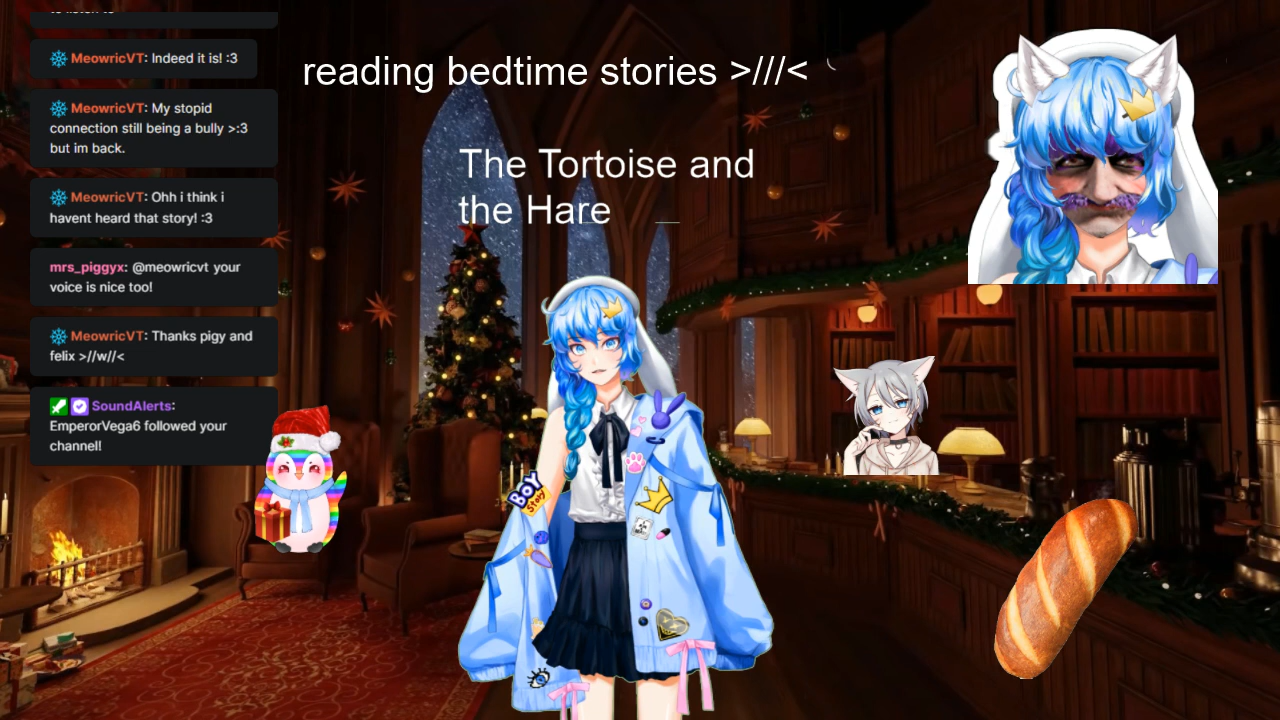 MeowricVT: Indeed it is! :3
MeowricVT: My stopid
connection still being a bully >:3
but im back.
MeowricVT: Ohh i think i
havent heard that story! :3
mrs_piggyx: @meowricvt your
voice is nice too!
MeowricVT: Thanks pigy and
felix >//w//<
SoundAlerts:
EmperorVega6 followed your
channel!
reading bedtime stories >///<
The Tortoise and
the Hare
BOY
Story